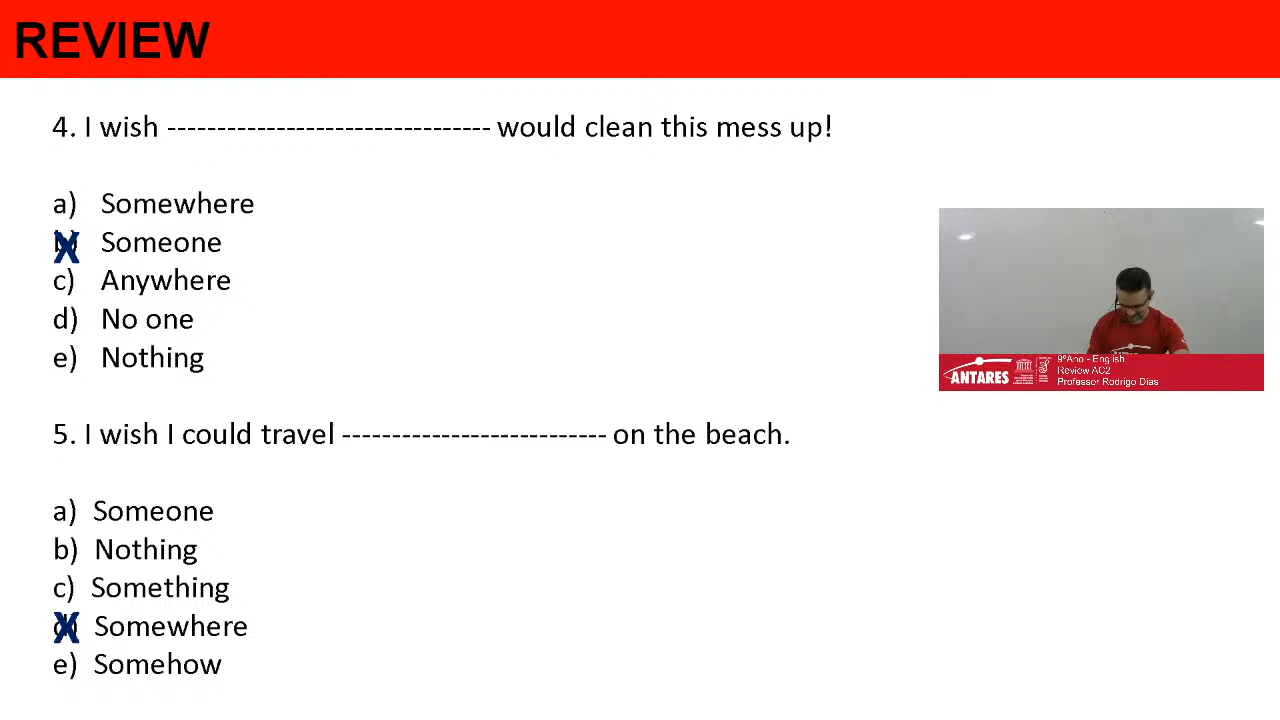 REVIEW
4. I wish --------------------------------- would clean this mess up!
a) Somewhere
X Someone
c) Anywhere
d) No one
e) Nothing
5. I wish I could travel --------------------------- on the beach.
a) Someone
b) Nothing
c) Something
X Somewhere
e) Somehow
ANTARES
9ºAno - English
Review AC2
Professor Rodrigo Dias